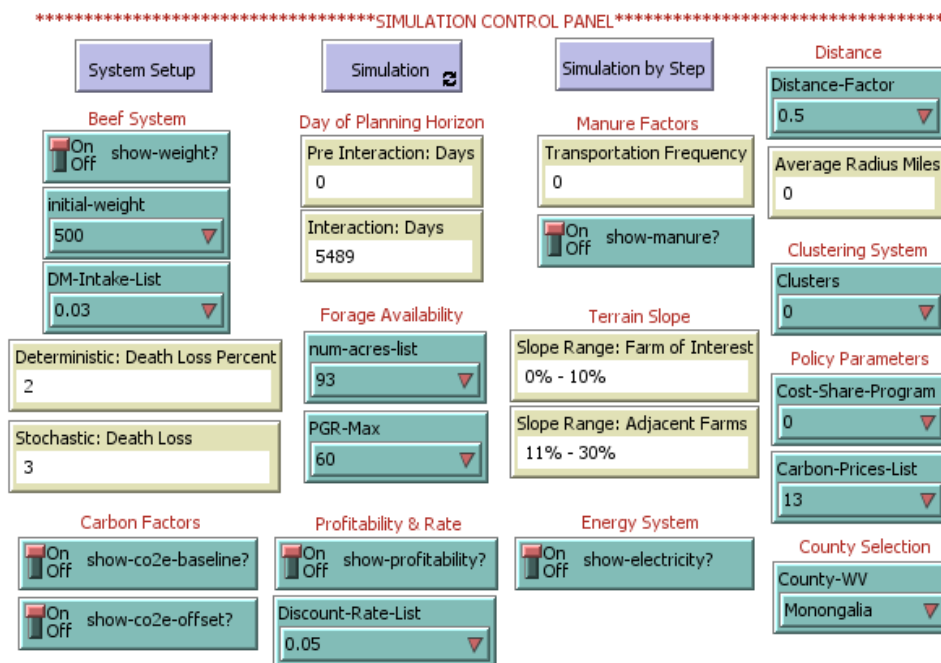 ***********************************SIMULATION CONTROL PANEL***********************************
System Setup
Simulation
Simulation by Step
Distance
Distance-Factor
0.5
Average Radius Miles
0
Beef System
On
Off
show-weight?
initial-weight
500
DM-Intake-List
0.03
Deterministic: Death Loss Percent
2
Stochastic: Death Loss
3
Day of Planning Horizon
Pre Interaction: Days
0
Interaction: Days
5489
Forage Availability
num-acres-list
93
PGR-Max
60
Manure Factors
Transportation Frequency
0
On
Off
show-manure?
Terrain Slope
Slope Range: Farm of Interest
0% - 10%
Slope Range: Adjacent Farms
11% - 30%
Clustering System
Clusters
0
Policy Parameters
Cost-Share-Program
0
Carbon-Prices-List
13
Carbon Factors
On
Off
show-co2e-baseline?
On
Off
show-co2e-offset?
Profitability & Rate
On
Off
show-profitability?
Discount-Rate-List
0.05
Energy System
On
Off
show-electricity?
County Selection
County-WV
Monongalia